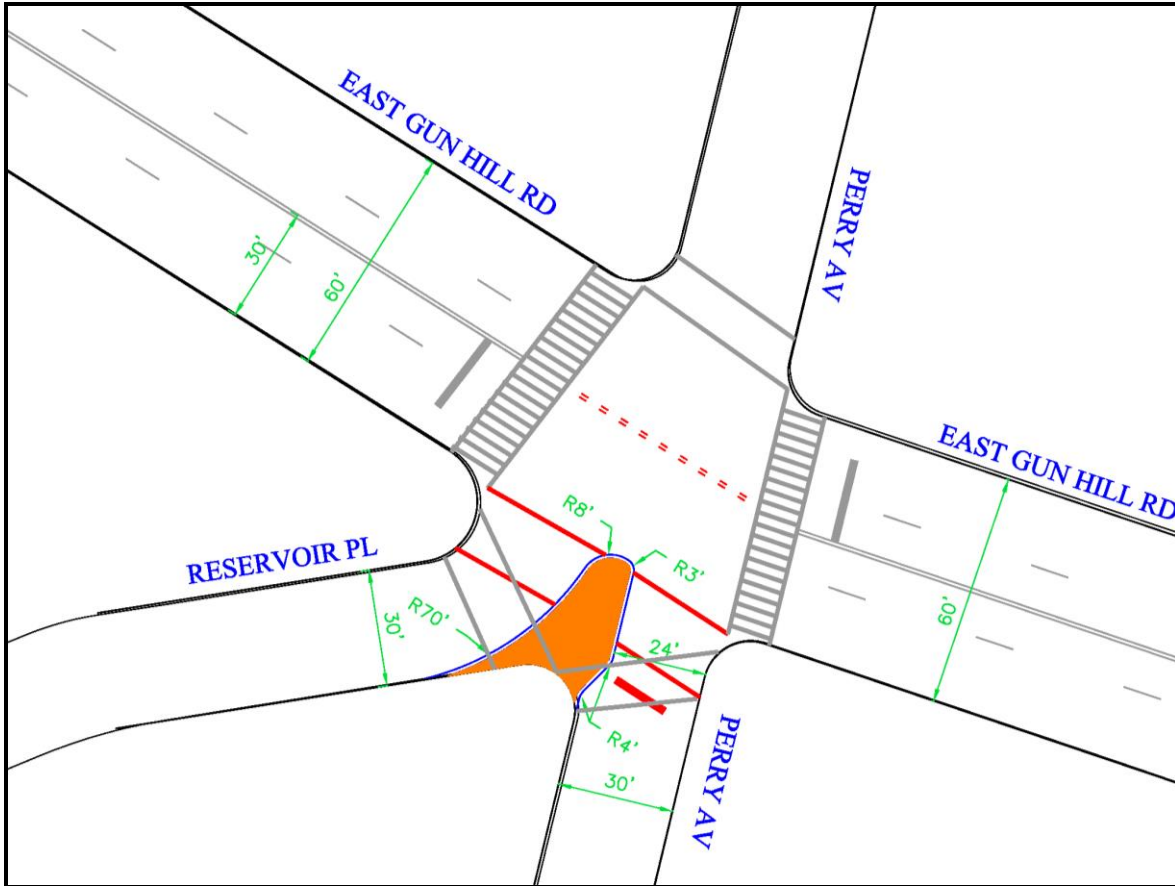 EAST GUN HILL RD
PERRY AV
30'
60'
EAST GUN HILL RD
R8'
R3'
RESERVOIR PL
R70'
30'
24'
60'
R4'
PERRY AV
30'